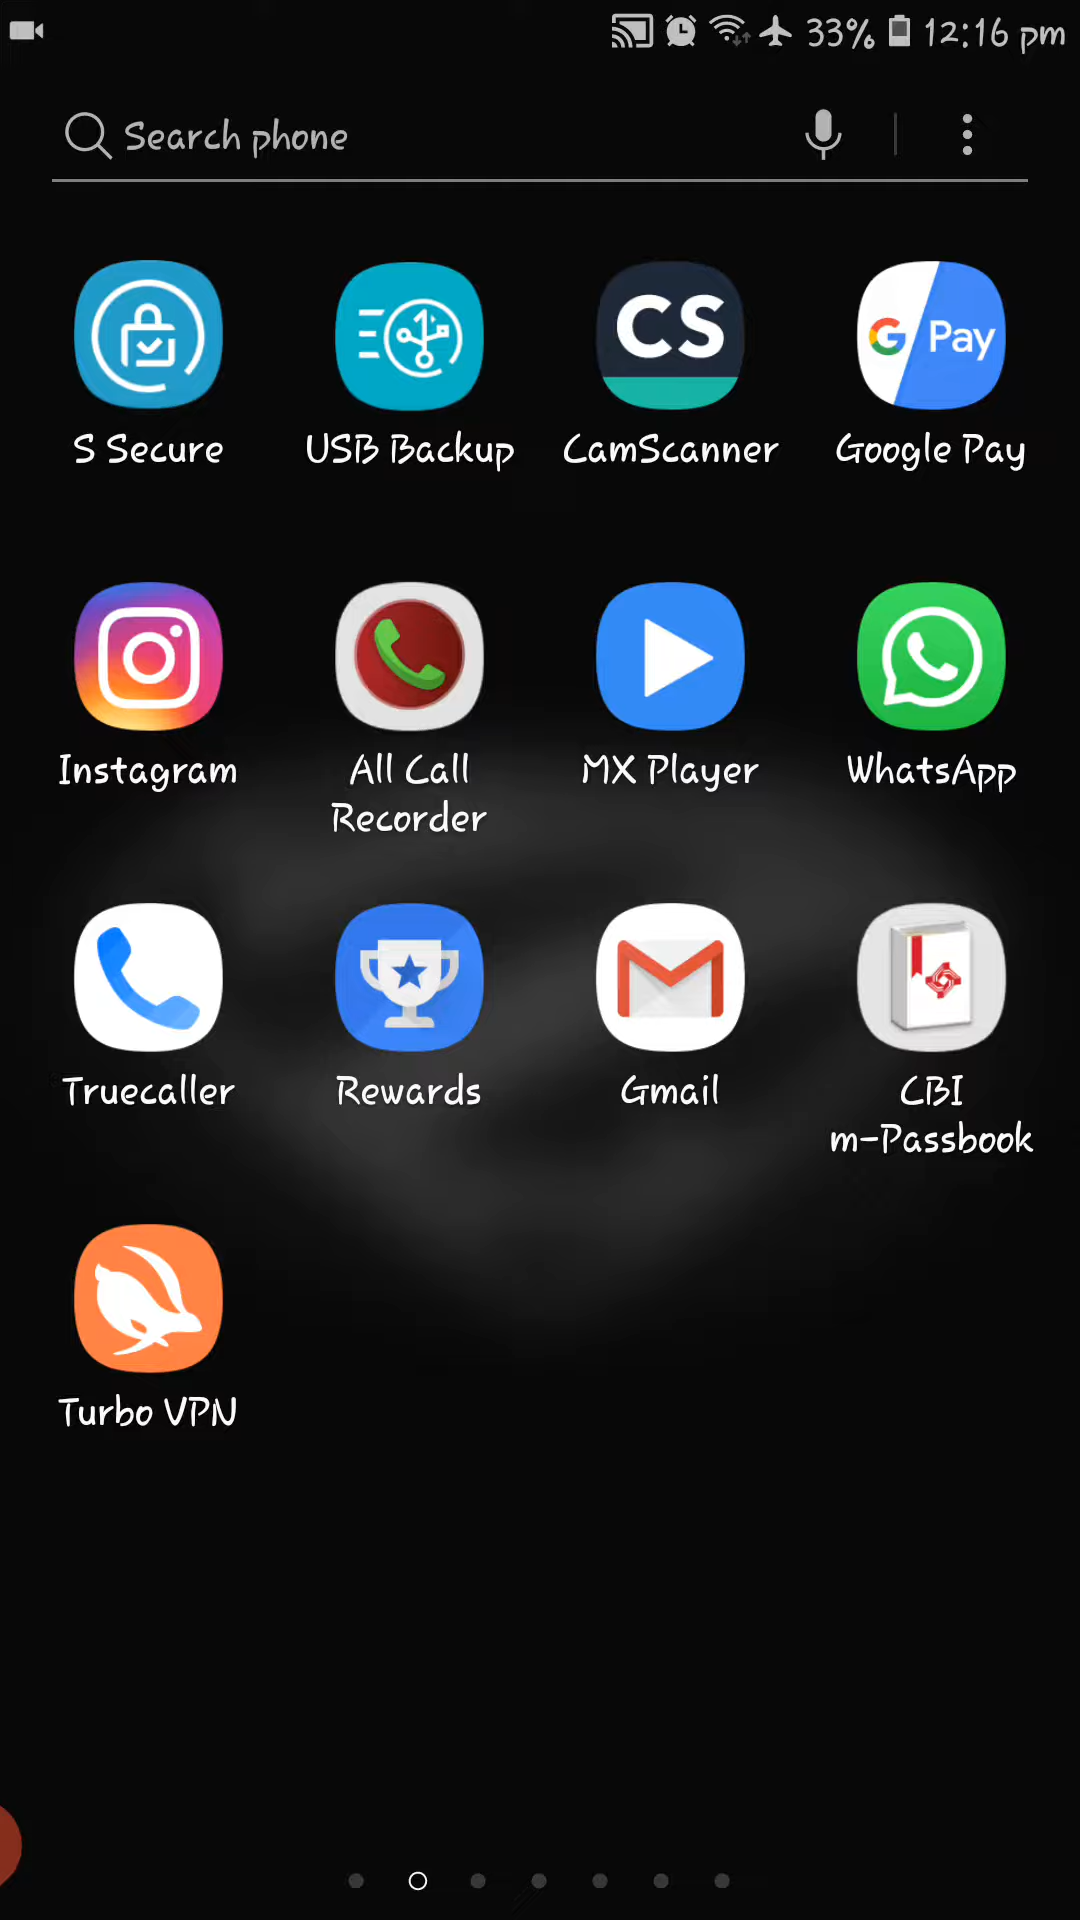 33% 12:16 pm
Search phone
CS
G Pay
S Secure
USB Backup
CamScanner
Google Pay
Instagram
All Call
Recorder
MX Player
WhatsApp
Truecaller
Rewards
Gmail
CBI
m-Passbook
Turbo VPN